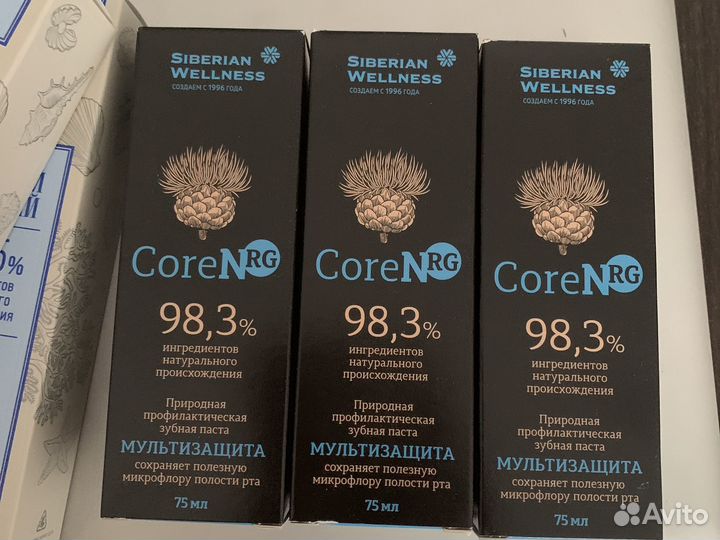 SIBERIAN
WELLNESS
СОЗДАЕМ С 1996 ГОДА
CoreNRG
98,3%
ингредиентов
натурального
происхождения
Природная
профилактическая
зубная паста
МУЛЬТИЗАЩИТА
сохраняет полезную
микрофлору полости рта
75 мл
SIBERIAN
WELLNESS
СОЗДАЕМ С 1996 ГОДА
CoreNRG
98,3%
ингредиентов
натурального
происхождения
Природная
профилактическая
зубная паста
МУЛЬТИЗАЩИТА
сохраняет полезную
микрофлору полости рта
75 мл
SIBERIAN
WELLNESS
СОЗДАЕМ С 1996 ГОДА
CoreNRG
98,3%
ингредиентов
натурального
происхождения
Природная
профилактическая
зубная паста
МУЛЬТИЗАЩИТА
сохраняет полезную
микрофлору полости рта
75 мл
Avito